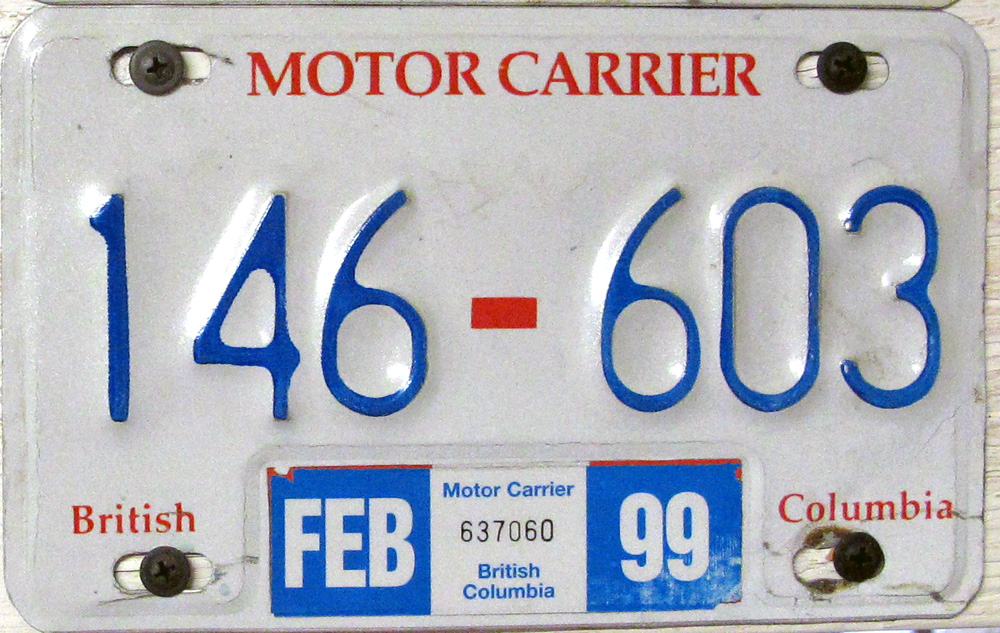 MOTOR CARRIER
146-603
British
Columbia
FEB
Motor Carrier
637060
British
Columbia
99